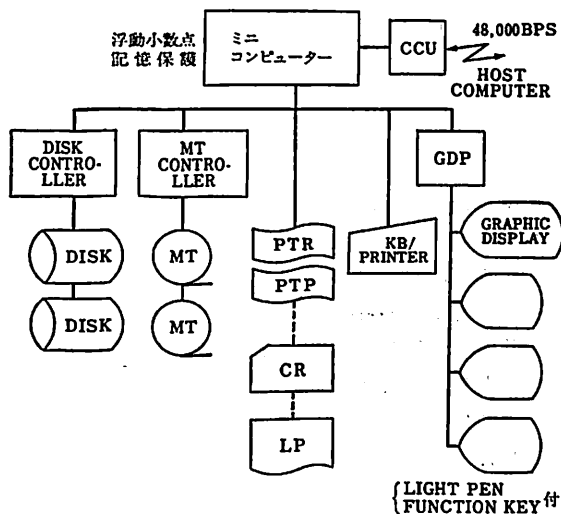 浮動小数点
記憶保護
ミニ
コンピューター
CCU
48,000BPS
HOST
COMPUTER
DISK
CONTRO-
LLER
MT
CONTRO-
LLER
GDP
DISK
DISK
MT
MT
PTR
PTP
CR
LP
KB/
PRINTER
GRAPHIC
DISPLAY
LIGHT PEN
FUNCTION KEY 付